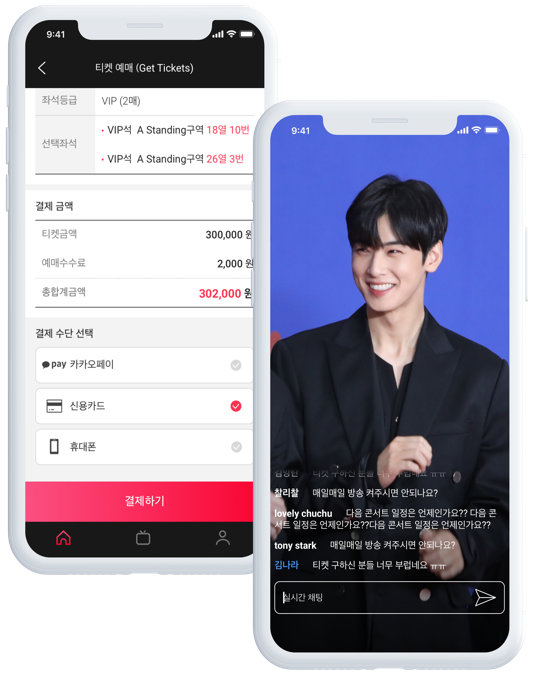 9:41
티켓 예매 (Get Tickets)
좌석등급 VIP (2매)
선택좌석
• VIP석 A Standing구역 18열 10번
• VIP석 A Standing구역 26열 3번
결제 금액
티켓금액 300,000 원
예매수수료 2,000 원
총합계금액 302,000 원
결제 수단 선택
pay 카카오페이
신용카드
휴대폰
결제하기
9:41
티켓 구하신 분들 너무 부럽네요 ㅠㅠ
찰리찰 매일매일 방송 켜주시면 안되나요?
lovely chuchu 다음 콘서트 일정은 언제인가요?? 다음 콘
서트 일정은 언제인가요??다음 콘서트 일정은 언제인가요??
tony stark 매일매일 방송 켜주시면 안되나요?
김나라 티켓 구하신 분들 너무 부럽네요 ㅠㅠ
실시간 채팅